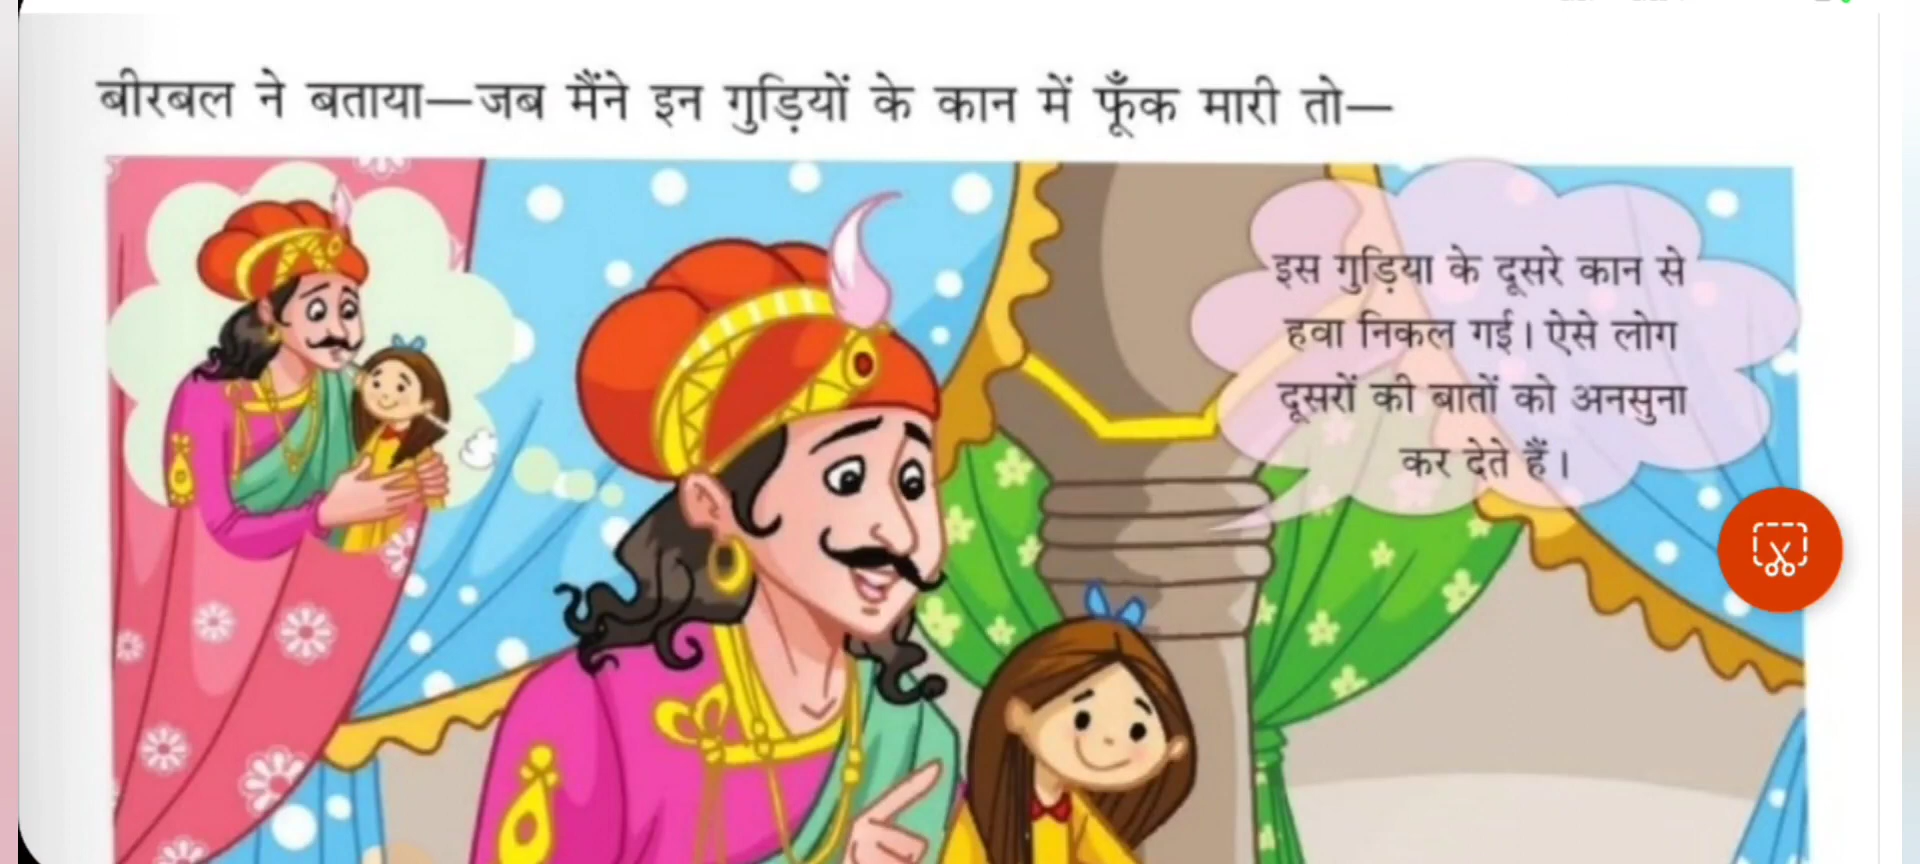 बीरबल ने बताया—जब मैंने इन गुड़ियों के कान में फूँक मारी तो—
इस गुड़िया के दूसरे कान से
हवा निकल गई। ऐसे लोग
दूसरों की बातों को अनसुना
कर देते हैं।